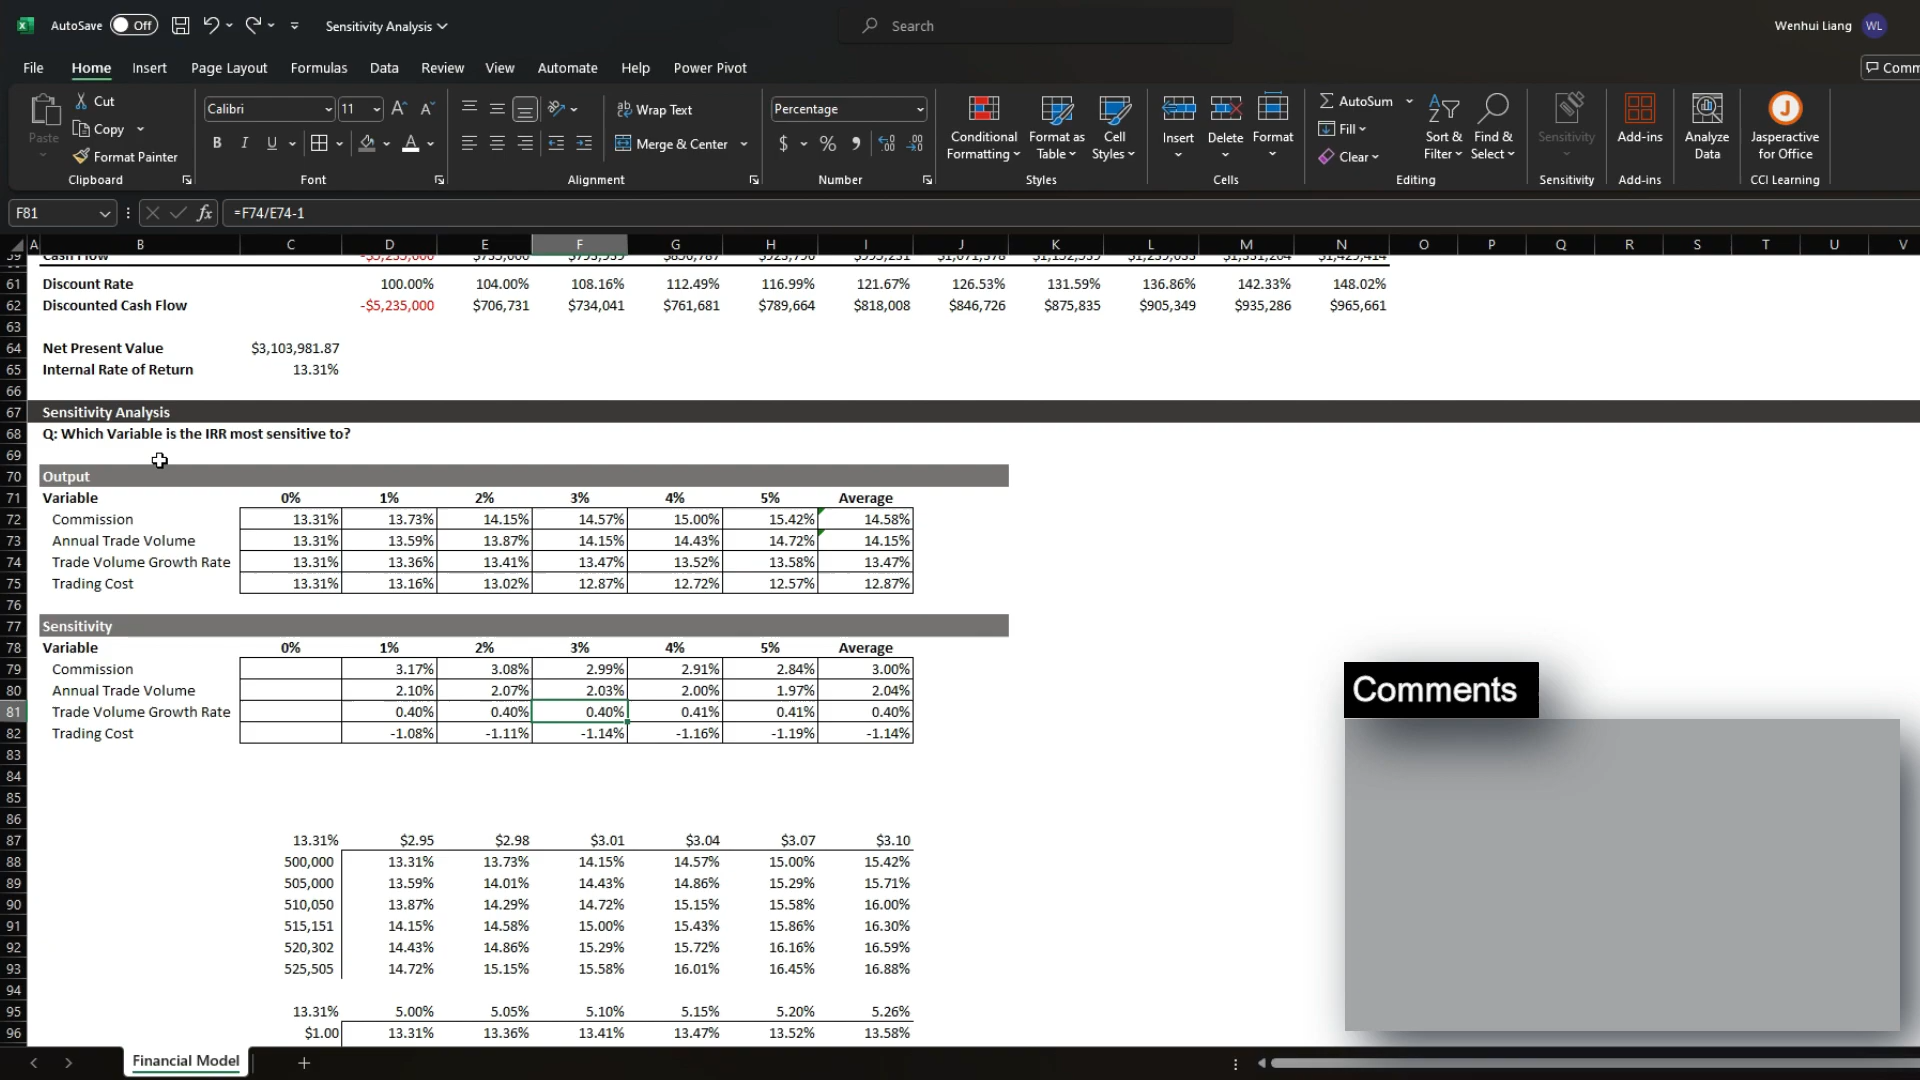 AutoSave Off Sensitivity Analysis Search Wenhui Liang WL
File Home Insert Page Layout Formulas Data Review View Automate Help Power Pivot Comm
Paste Cut Copy Format Painter Clipboard
Calibri 11 B I U Font
Wrap Text Merge & Center Alignment
Percentage $ % Number
Conditional Formatting Format as Table Cell Styles Styles
Insert Delete Format Cells
AutoSum Fill Clear Sort & Filter Find & Select Editing
Sensitivity Sensitivity
Add-ins Add-ins
Analyze Data
Jasperactive for Office CCI Learning
F81 fx =F74/E74-1
A B C D E F G H I J K L M N O P Q R S T U V
61 Discount Rate 100.00% 104.00% 108.16% 112.49% 116.99% 121.67% 126.53% 131.59% 136.86% 142.33% 148.02%
62 Discounted Cash Flow -$5,235,000 $706,731 $734,041 $761,681 $789,664 $818,008 $846,726 $875,835 $905,349 $935,286 $965,661
63
64 Net Present Value $3,103,981.87
65 Internal Rate of Return 13.31%
66
67 Sensitivity Analysis
68 Q: Which Variable is the IRR most sensitive to?
69
70 Output
71 Variable 0% 1% 2% 3% 4% 5% Average
72 Commission 13.31% 13.73% 14.15% 14.57% 15.00% 15.42% 14.58%
73 Annual Trade Volume 13.31% 13.59% 13.87% 14.15% 14.43% 14.72% 14.15%
74 Trade Volume Growth Rate 13.31% 13.36% 13.41% 13.47% 13.52% 13.58% 13.47%
75 Trading Cost 13.31% 13.16% 13.02% 12.87% 12.72% 12.57% 12.87%
76
77 Sensitivity
78 Variable 0% 1% 2% 3% 4% 5% Average
79 Commission 3.17% 3.08% 2.99% 2.91% 2.84% 3.00%
80 Annual Trade Volume 2.10% 2.07% 2.03% 2.00% 1.97% 2.04%
81 Trade Volume Growth Rate 0.40% 0.40% 0.40% 0.41% 0.41% 0.40%
82 Trading Cost -1.08% -1.11% -1.14% -1.16% -1.19% -1.14%
83
84
85
86
87 13.31% $2.95 $2.98 $3.01 $3.04 $3.07 $3.10
88 500,000 13.31% 13.73% 14.15% 14.57% 15.00% 15.42%
89 505,000 13.59% 14.01% 14.43% 14.86% 15.29% 15.71%
90 510,050 13.87% 14.29% 14.72% 15.15% 15.58% 16.00%
91 515,151 14.15% 14.58% 15.00% 15.43% 15.86% 16.30%
92 520,302 14.43% 14.86% 15.29% 15.72% 16.16% 16.59%
93 525,505 14.72% 15.15% 15.58% 16.01% 16.45% 16.88%
94
95 13.31% 5.00% 5.05% 5.10% 5.15% 5.20% 5.26%
96 $1.00 13.31% 13.36% 13.41% 13.47% 13.52% 13.58%
Comments
Financial Model